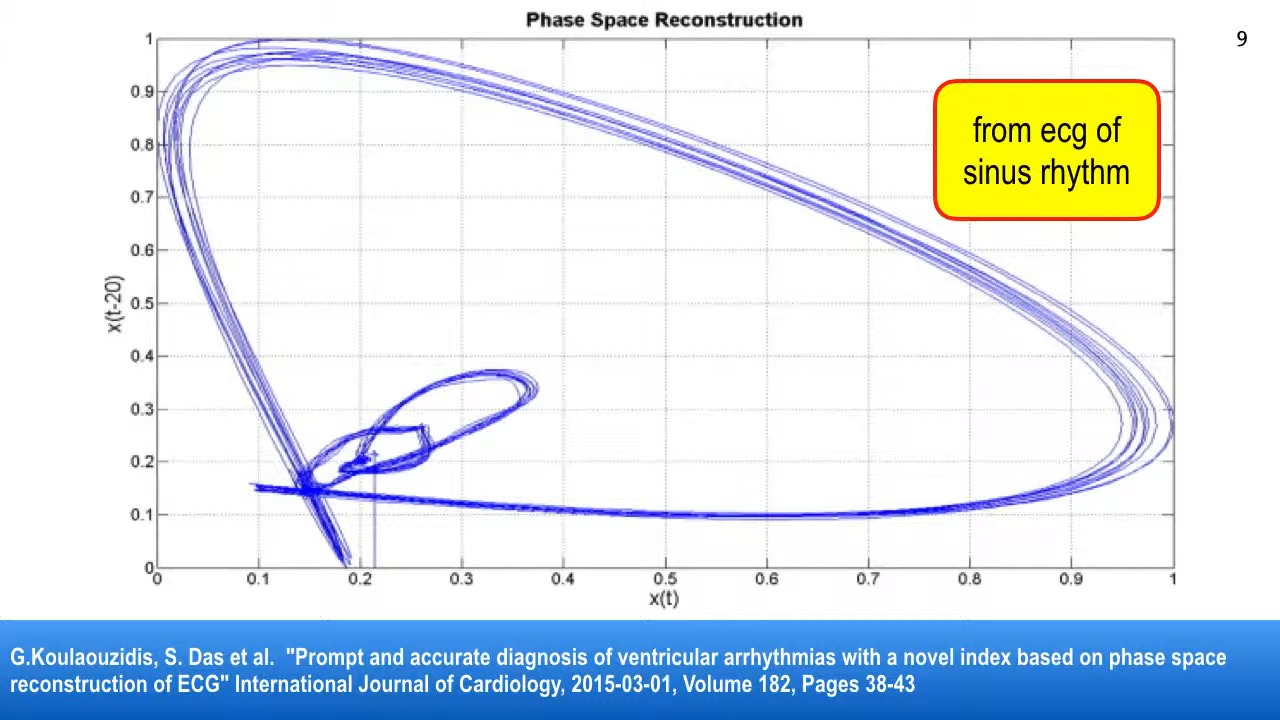 Phase Space Reconstruction
9
from ecg of
sinus rhythm
1
0.9
0.8
0.7
0.6
0.5
0.4
0.3
0.2
0.1
0
x(t-20)
0 0.1 0.2 0.3 0.4 0.5 0.6 0.7 0.8 0.9 1
x(t)
G.Koulaouzidis, S. Das et al.  "Prompt and accurate diagnosis of ventricular arrhythmias with a novel index based on phase space
reconstruction of ECG" International Journal of Cardiology, 2015-03-01, Volume 182, Pages 38-43